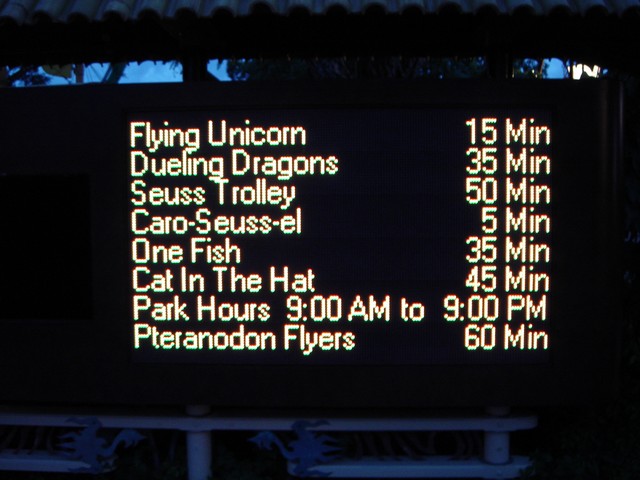 Flying Unicorn 15 Min
Dueling Dragons 35 Min
Seuss Trolley 50 Min
Caro-Seuss-el 5 Min
One Fish 35 Min
Cat In The Hat 45 Min
Park Hours 9:00 AM to 9:00 PM
Pteranodon Flyers 60 Min